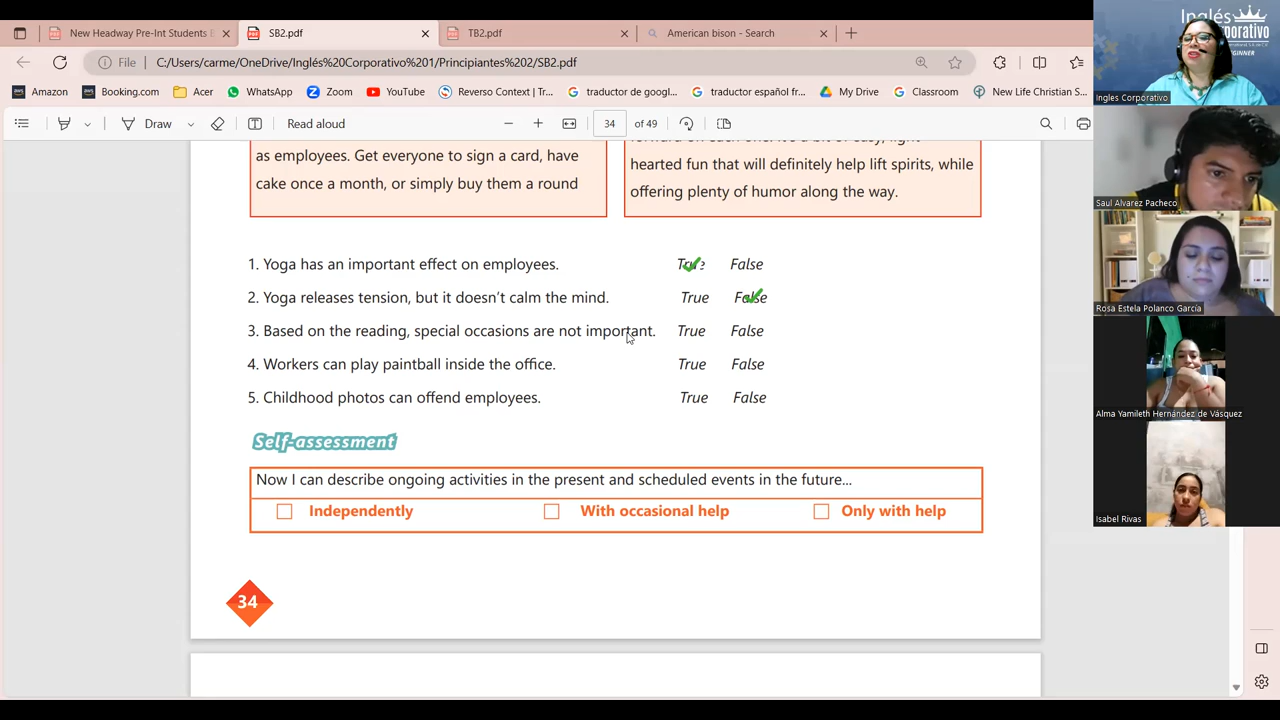 New Headway Pre-Int Students B
SB2.pdf
TB2.pdf
American bison - Search
File
C:/Users/carme/OneDrive/Inglés%20Corporativo%201/Principiantes%202/SB2.pdf
Amazon
Booking.com
Acer
WhatsApp
Zoom
Reverso Context | Tr...
traductor de googl...
YouTube
traductor español fr...
My Drive
Classroom
New Life Christian S...
Draw
Read aloud
34 of 49
as employees. Get everyone to sign a card, have
cake once a month, or simply buy them a round
hearted fun that will definitely help lift spirits, while
offering plenty of humor along the way.
1. Yoga has an important effect on employees. True False
2. Yoga releases tension, but it doesn't calm the mind. True False
3. Based on the reading, special occasions are not important. True False
4. Workers can play paintball inside the office. True False
5. Childhood photos can offend employees. True False
Self-assessment
Now I can describe ongoing activities in the present and scheduled events in the future...
Independently
With occasional help
Only with help
34
Inglés
Ingles Corporativo
Saul Alvarez Pacheco
Rosa Estela Polanco García
Alma Yamileth Hernández de Vásquez
Isabel Rivas